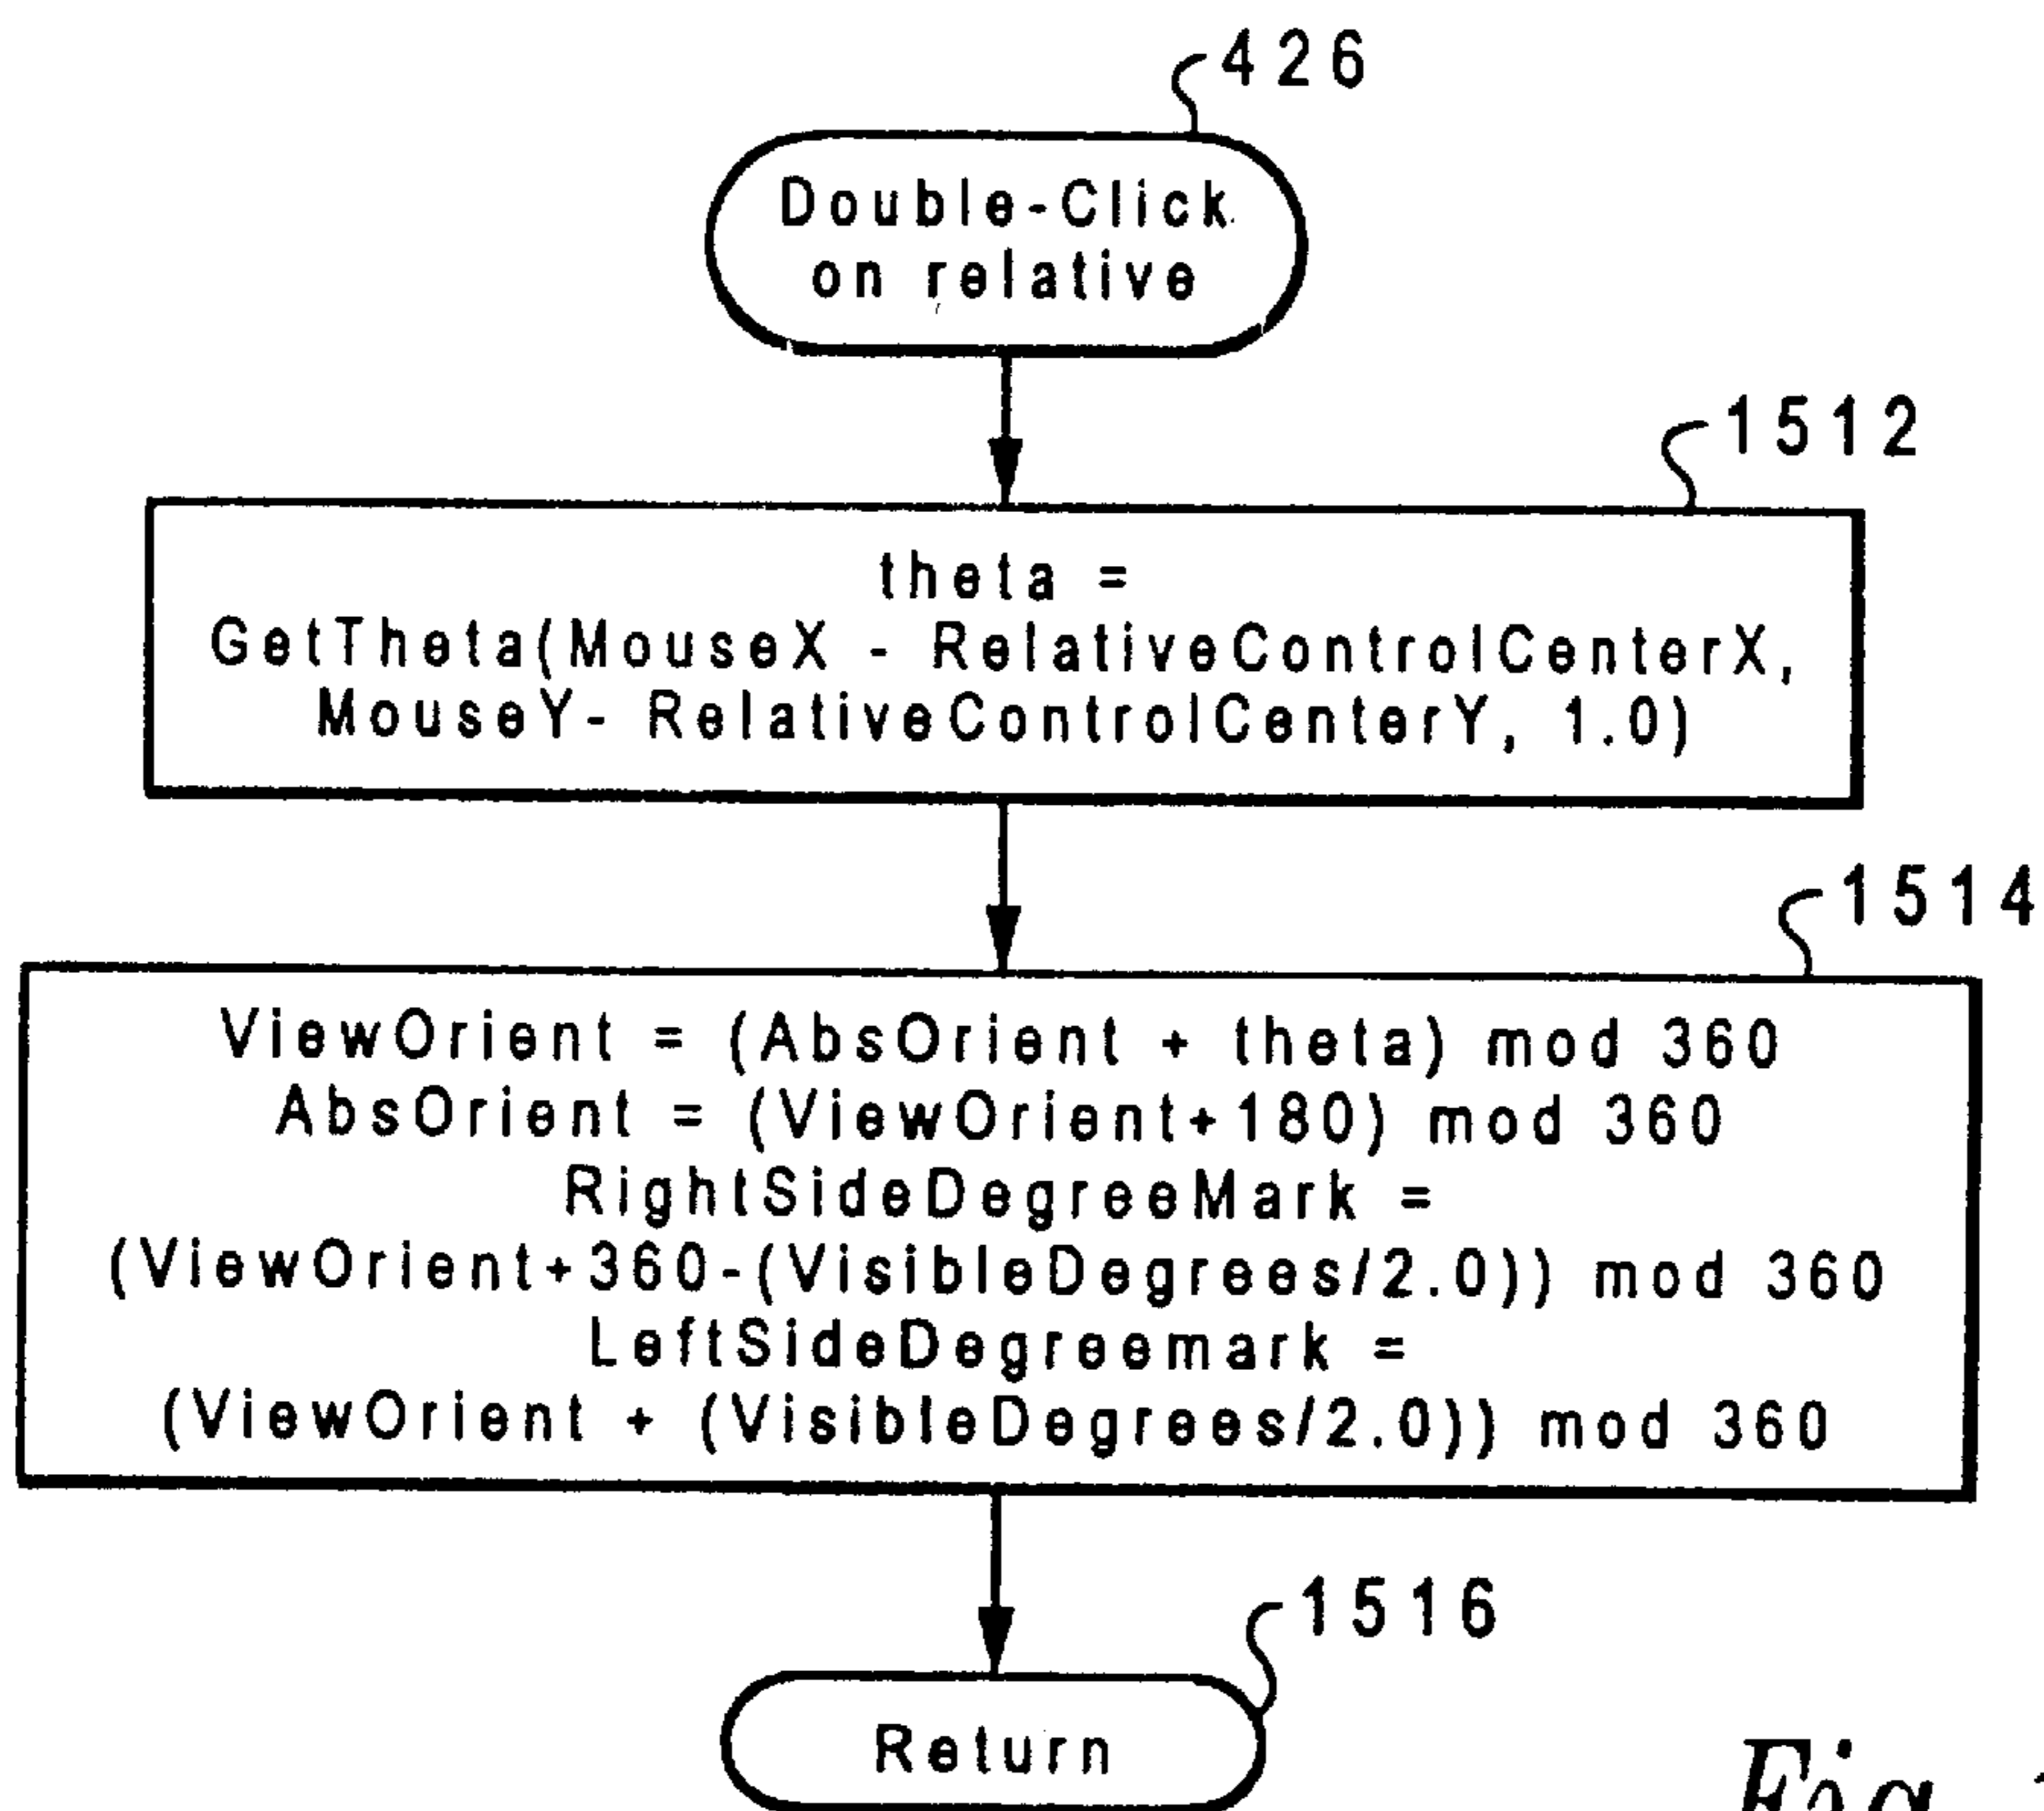 426
Double-Click
on relative
1512
theta =
GetTheta(MouseX - RelativeControlCenterX,
MouseY- RelativeControlCenterY, 1.0)
1514
ViewOrient = (AbsOrient + theta) mod 360
AbsOrient = (ViewOrient+180) mod 360
RightSideDegreeMark =
(ViewOrient+360-(VisibleDegrees/2.0)) mod 360
LeftSideDegreemark =
(ViewOrient + (VisibleDegrees/2.0)) mod 360
1516
Return
Fig